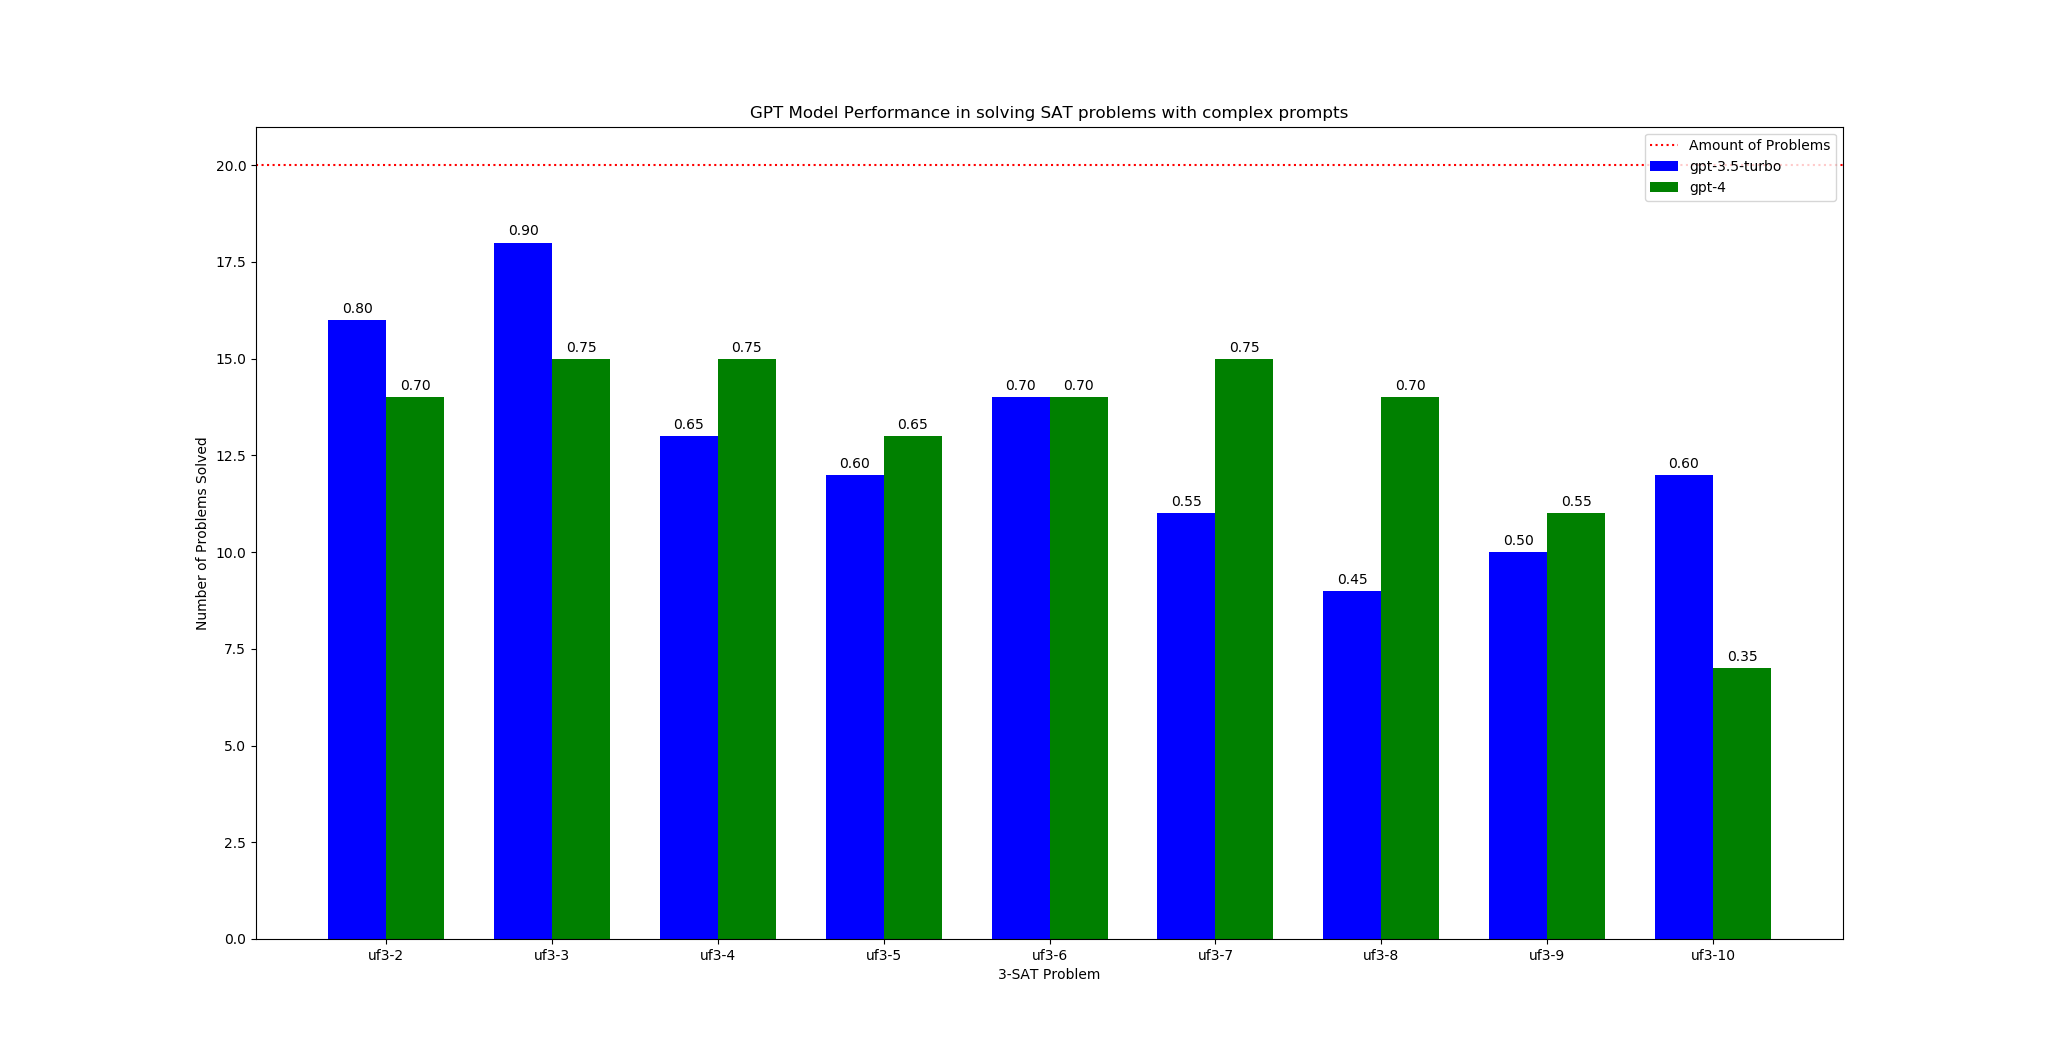 GPT Model Performance in solving SAT problems with complex prompts
Amount of Problems
gpt-3.5-turbo
gpt-4
20.0
17.5
15.0
12.5
10.0
7.5
5.0
2.5
0.0
Number of Problems Solved
0.80
0.70
0.90
0.75
0.65
0.75
0.60
0.65
0.70
0.70
0.55
0.75
0.45
0.70
0.50
0.55
0.60
0.35
uf3-2
uf3-3
uf3-4
uf3-5
uf3-6
uf3-7
uf3-8
uf3-9
uf3-10
3-SAT Problem